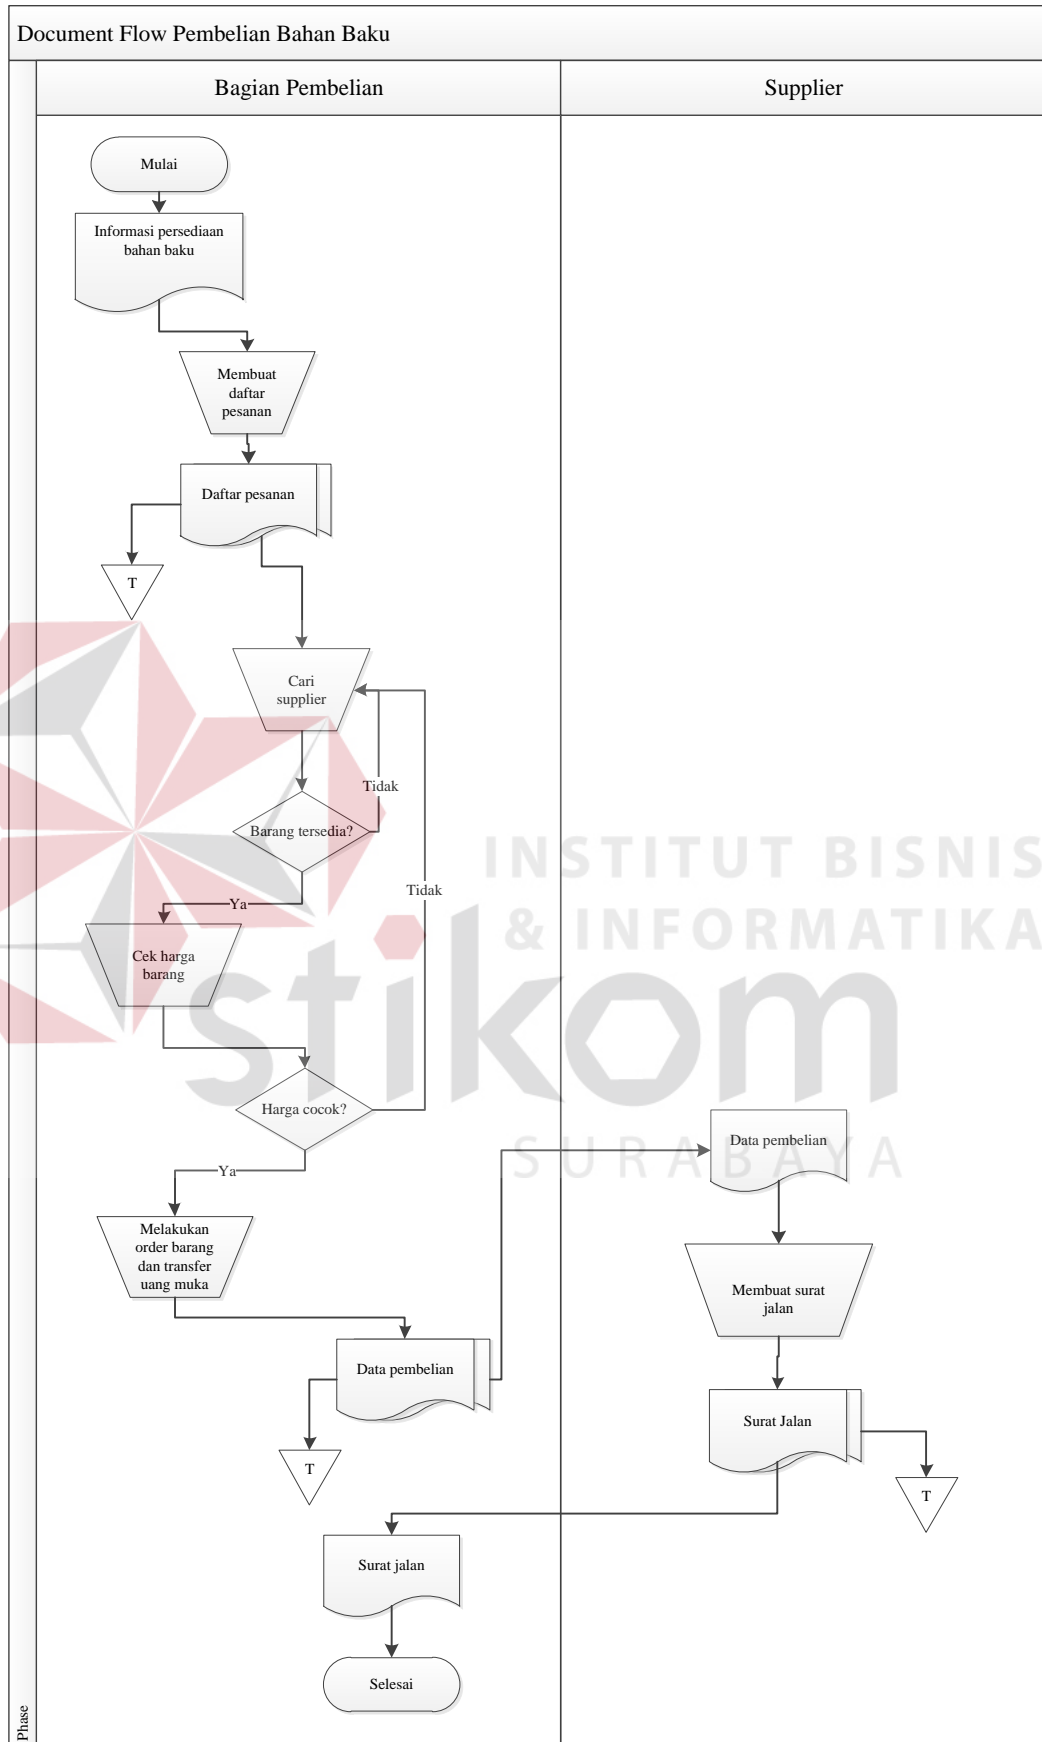 Document Flow Pembelian Bahan Baku
Bagian Pembelian
Supplier
Mulai
Informasi persediaan
bahan baku
Membuat
daftar
pesanan
Daftar pesanan
T
Cari
supplier
Tidak
Barang tersedia?
Tidak
Ya
Cek harga
barang
Harga cocok?
Ya
Melakukan
order barang
dan transfer
uang muka
Data pembelian
T
Data pembelian
Membuat surat
jalan
Surat Jalan
T
Surat jalan
Selesai
Phase
INSTITUT BISNIS
& INFORMATIKA
stikom
SURABAYA